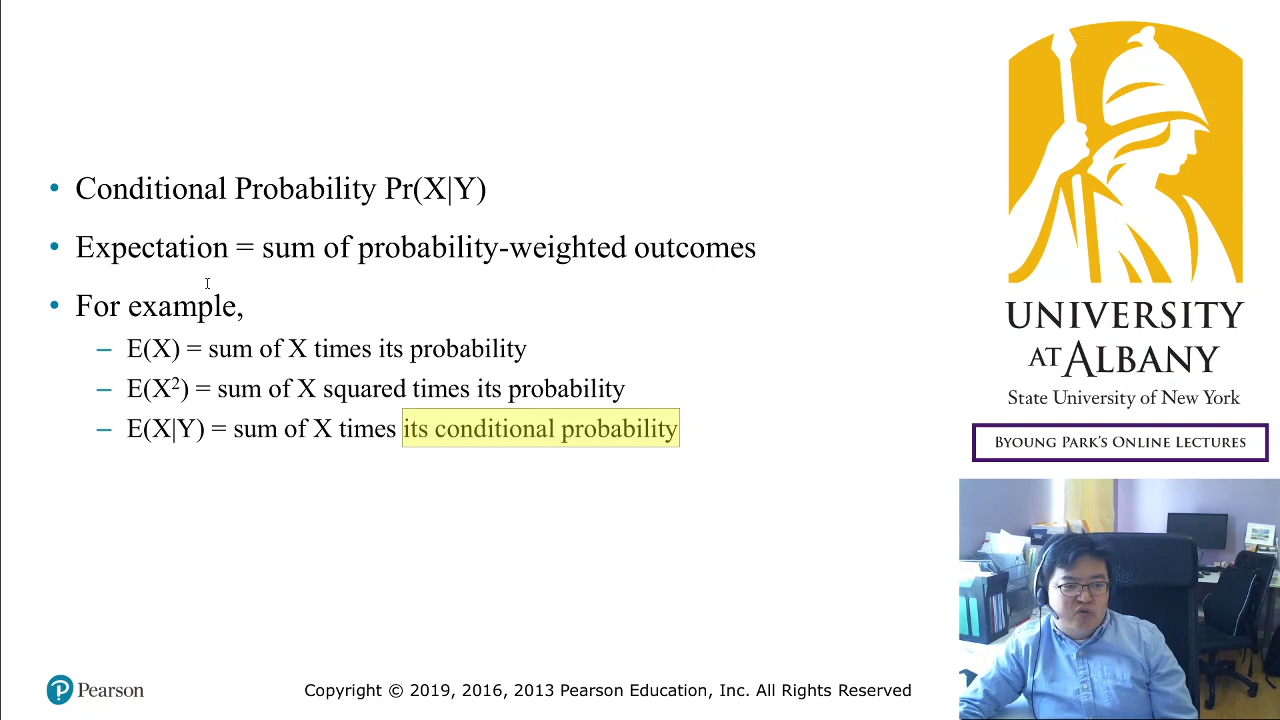 • Conditional Probability Pr(X|Y)
• Expectation = sum of probability-weighted outcomes
• For example,
– E(X) = sum of X times its probability
– E(X²) = sum of X squared times its probability
– E(X|Y) = sum of X times its conditional probability
UNIVERSITY
AT ALBANY
State University of New York
BYOUNG PARK'S ONLINE LECTURES
P Pearson
Copyright © 2019, 2016, 2013 Pearson Education, Inc. All Rights Reserved